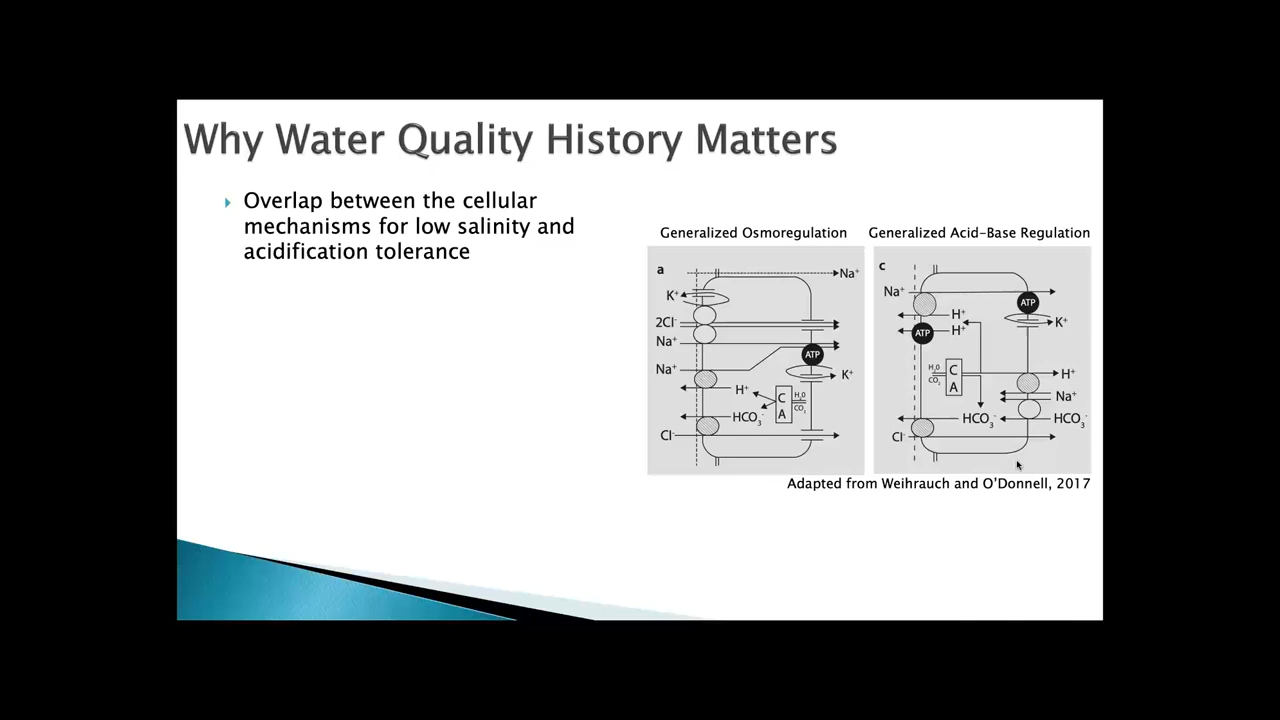 Why Water Quality History Matters
Overlap between the cellular
mechanisms for low salinity and
acidification tolerance
Generalized Osmoregulation
a
Na⁺
K⁺
2Cl⁻
Na⁺
ATP
Na⁺
K⁺
H⁺
C
A
H₂O
CO₂
HCO₃⁻
Cl⁻
Generalized Acid-Base Regulation
c
Na⁺
ATP
H⁺
K⁺
ATP
H⁺
H₂O
CO₂
C
A
H⁺
Na⁺
HCO₃⁻
HCO₃⁻
Cl⁻
Adapted from Weihrauch and O'Donnell, 2017